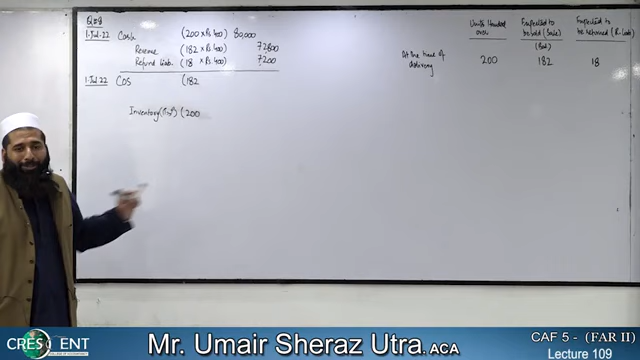 Q#8
1-Jul-22 Cash (200 x Rs.400) 80,000
Revenue (182 x Rs.400) 72800
Refund Liab. (18 x Rs.400) 7200
1-Jul-22 COS (182
Inventory (200
Units Handed over
Expected to be Sold (Sale)
Expected to be returned
At the time of delivery 200 182 18
CRESCENT
Mr. Umair Sheraz Utra. ACA
CAF 5 - (FAR II)
Lecture 109